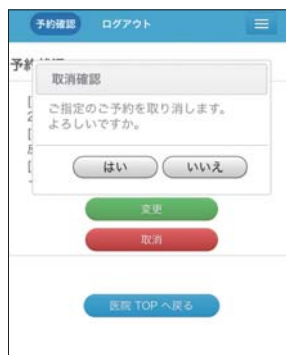 予約確認 ログアウト
取消確認
ご指定のご予約を取り消します。
よろしいですか。
はい いいえ
変更
取消
医院 TOP へ戻る